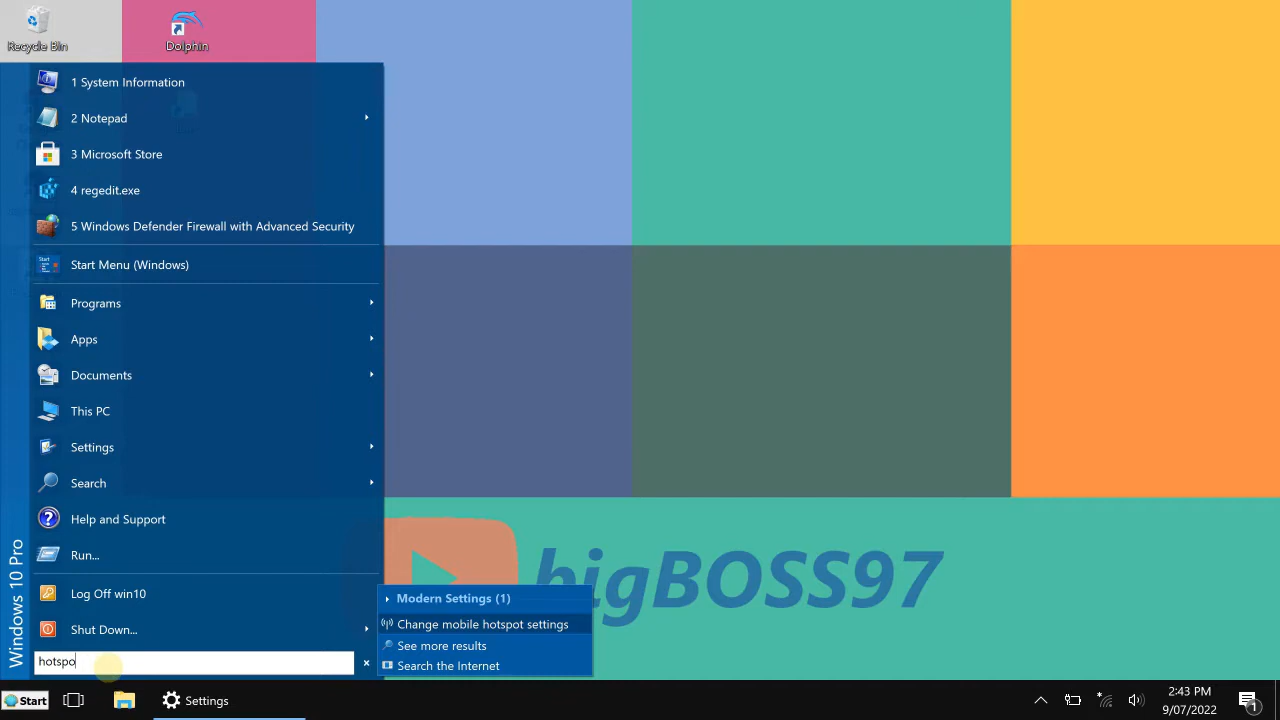 Recycle Bin
Dolphin
1 System Information
2 Notepad
3 Microsoft Store
4 regedit.exe
5 Windows Defender Firewall with Advanced Security
Start Menu (Windows)
Programs
Apps
Documents
This PC
Settings
Search
Help and Support
Run...
Log Off win10
Shut Down...
hotspo
Windows 10 Pro
bigBOSS97
Modern Settings (1)
Change mobile hotspot settings
See more results
Search the Internet
Start
Settings
2:43 PM
9/07/2022
1